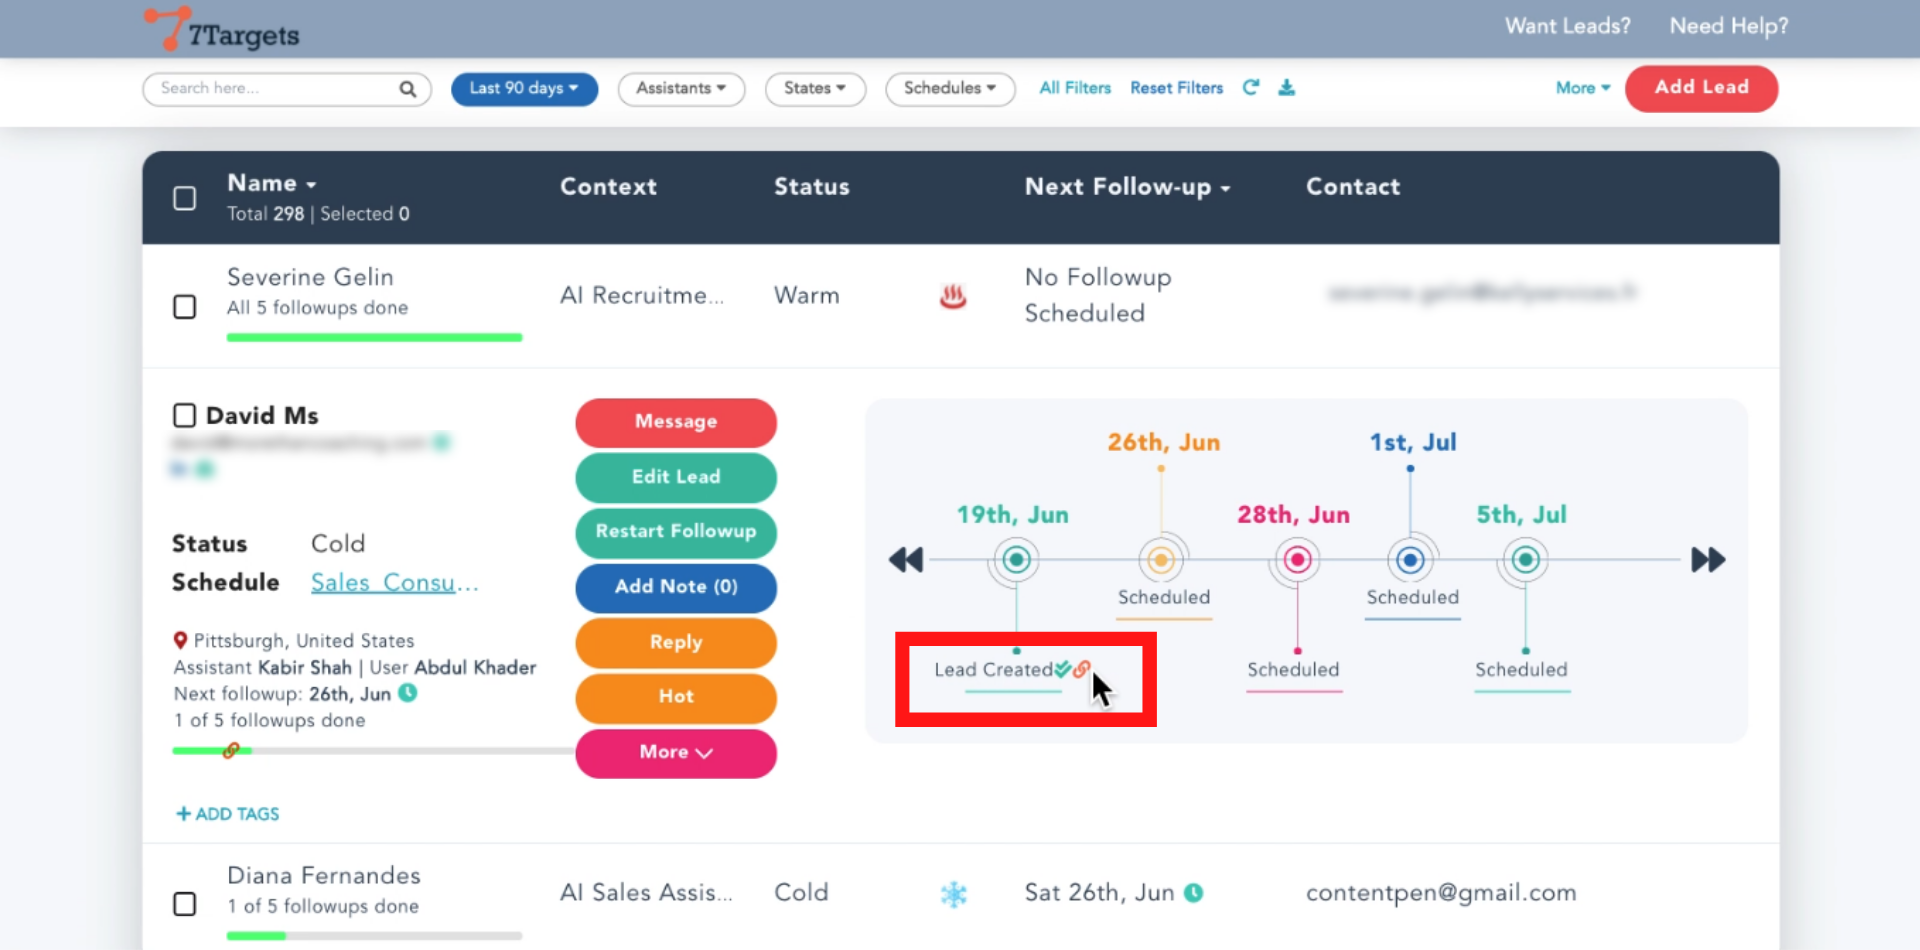 7Targets
Want Leads?
Need Help?
Search here...
Last 90 days
Assistants
States
Schedules
All Filters
Reset Filters
More
Add Lead
Name
Total 298 | Selected 0
Context
Status
Next Follow-up
Contact
Severine Gelin
All 5 followups done
AI Recruitme...
Warm
No Followup
Scheduled
David Ms
Status Cold
Schedule Sales_Consu...
Pittsburgh, United States
Assistant Kabir Shah | User Abdul Khader
Next followup: 26th, Jun
1 of 5 followups done
+ ADD TAGS
Message
Edit Lead
Restart Followup
Add Note (0)
Reply
Hot
More
26th, Jun
1st, Jul
19th, Jun
28th, Jun
5th, Jul
Scheduled
Scheduled
Lead Created
Scheduled
Scheduled
Diana Fernandes
1 of 5 followups done
AI Sales Assis...
Cold
Sat 26th, Jun
contentpen@gmail.com